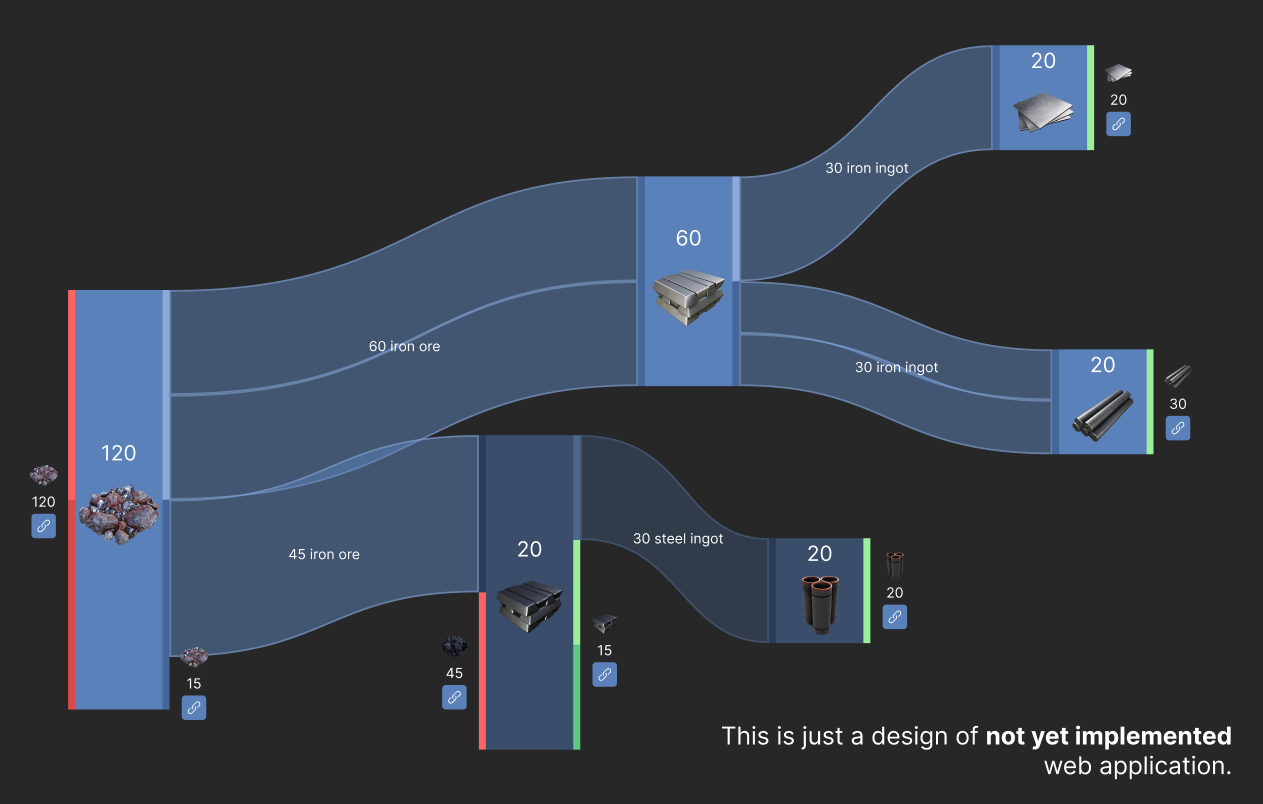 20
20
30 iron ingot
60
60 iron ore
20
30 iron ingot
30
120
120
20
45 iron ore
30 steel ingot
20
20
45
15
15
This is just a design of not yet implemented
web application.